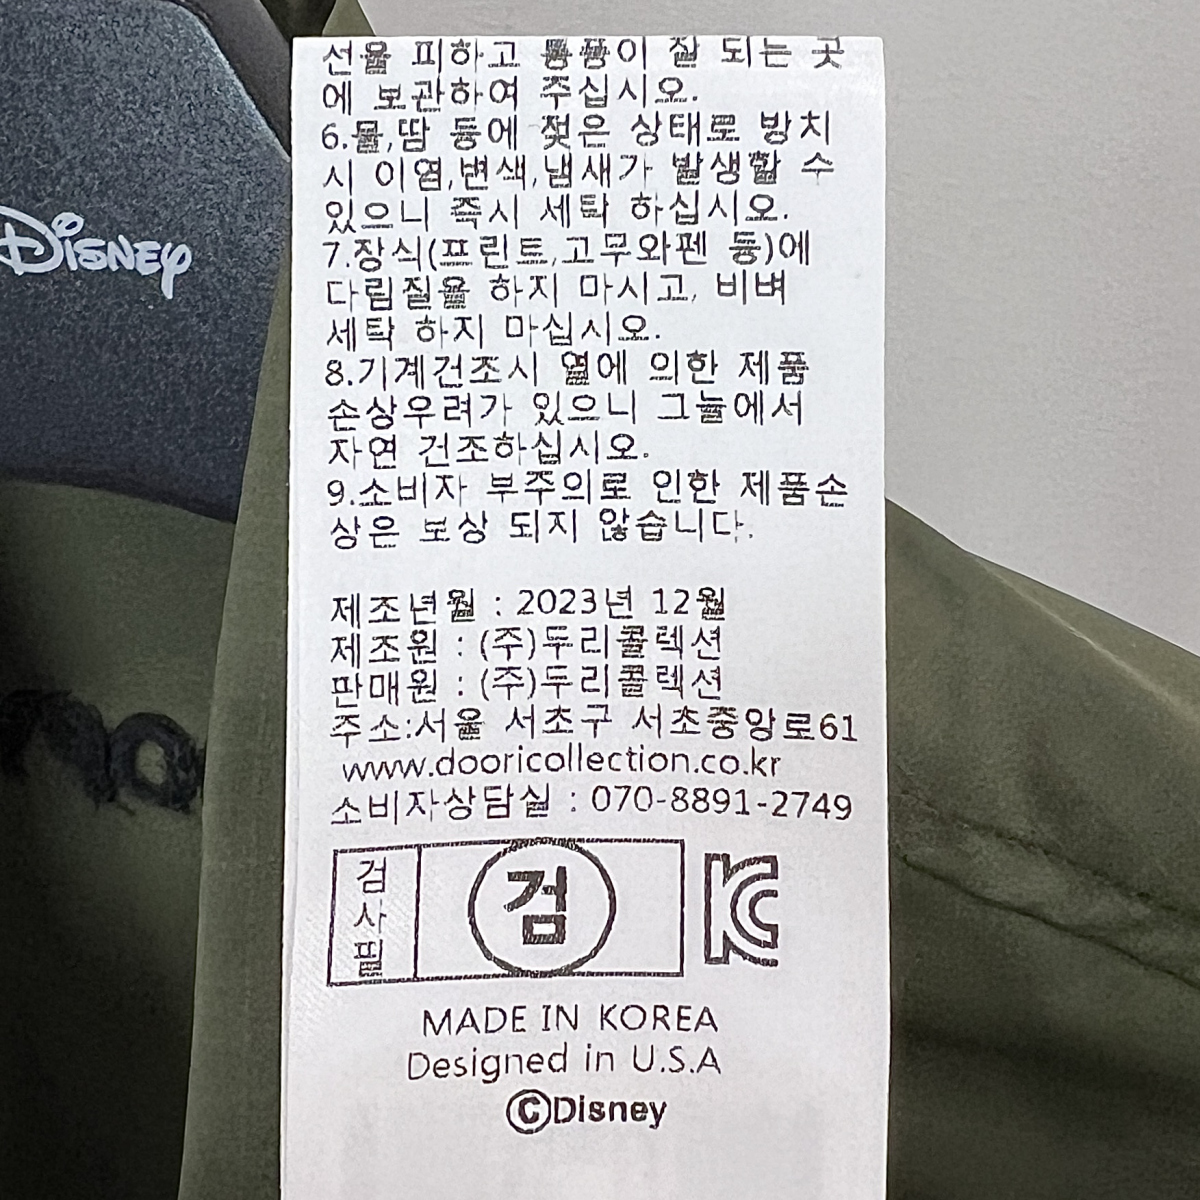 선을 피하고 통풍이 잘 되는 곳
에 보관하여 주십시오.
6.물,땀 등에 젖은 상태로 방치
시 이염,변색,냄새가 발생할 수
있으니 즉시 세탁 하십시오.
7.장식(프린트,고무와펜 등)에
다림질을 하지 마시고, 비벼
세탁 하지 마십시오.
8.기계건조시 열에 의한 제품
손상우려가 있으니 그늘에서
자연 건조하십시오.
9.소비자 부주의로 인한 제품손
상은 보상 되지 않습니다.
제조년월 : 2023년 12월
제조원 : (주)두리콜렉션
판매원 : (주)두리콜렉션
주소:서울 서초구 서초중앙로61
www.dooricollection.co.kr
소비자상담실 : 070-8891-2749
검사필
검
KC
MADE IN KOREA
Designed in U.S.A
©Disney
Disney